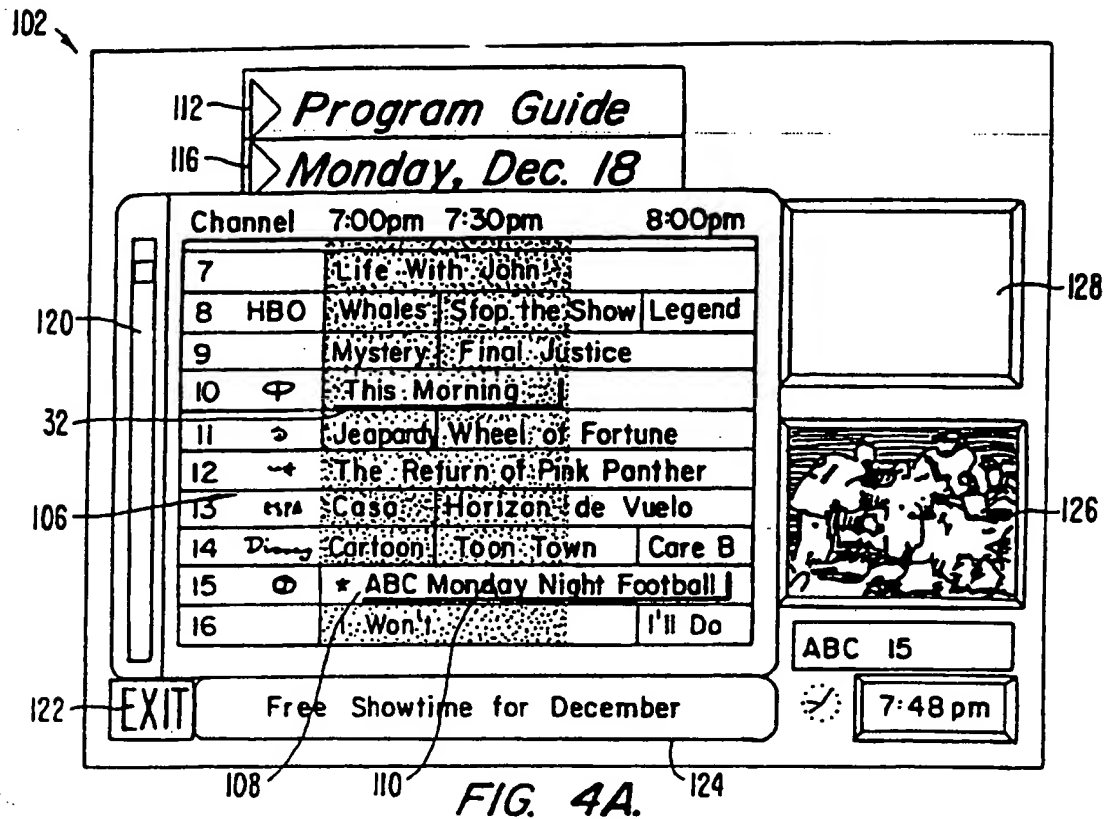 102
112 Program Guide
116 Monday, Dec. 18
Channel 7:00pm 7:30pm 8:00pm
7 Life With John
8 HBO Whales Stop the Show Legend
9 Mystery Final Justice
10 This Morning
32
11 Jeopardy Wheel of Fortune
12 The Return of Pink Panther
106
13 ESPA Casa Horizon de Vuelo
14 Disney Cartoon Toon Town Care B
15 * ABC Monday Night Football
16 I Won't I'll Do
120
128
126
ABC 15
7:48 pm
122 EXIT Free Showtime for December
108 110 124
FIG. 4A.